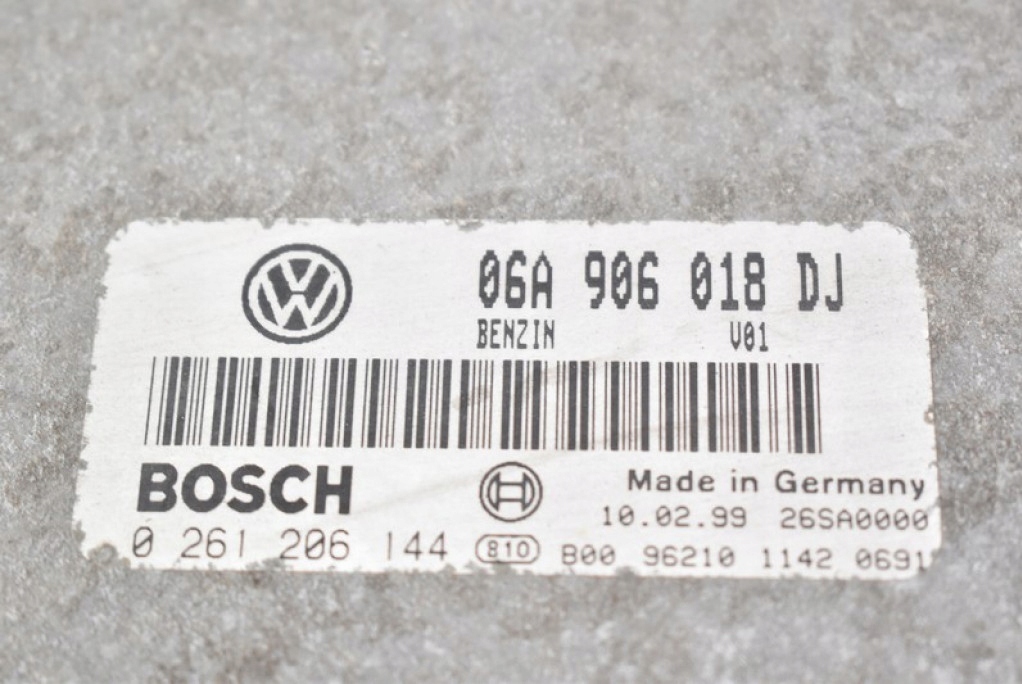 06A 906 018 DJ
BENZIN V01
BOSCH
Made in Germany
10.02.99 26SA0000
0 261 206 144 810 B00 96210 1142 0691